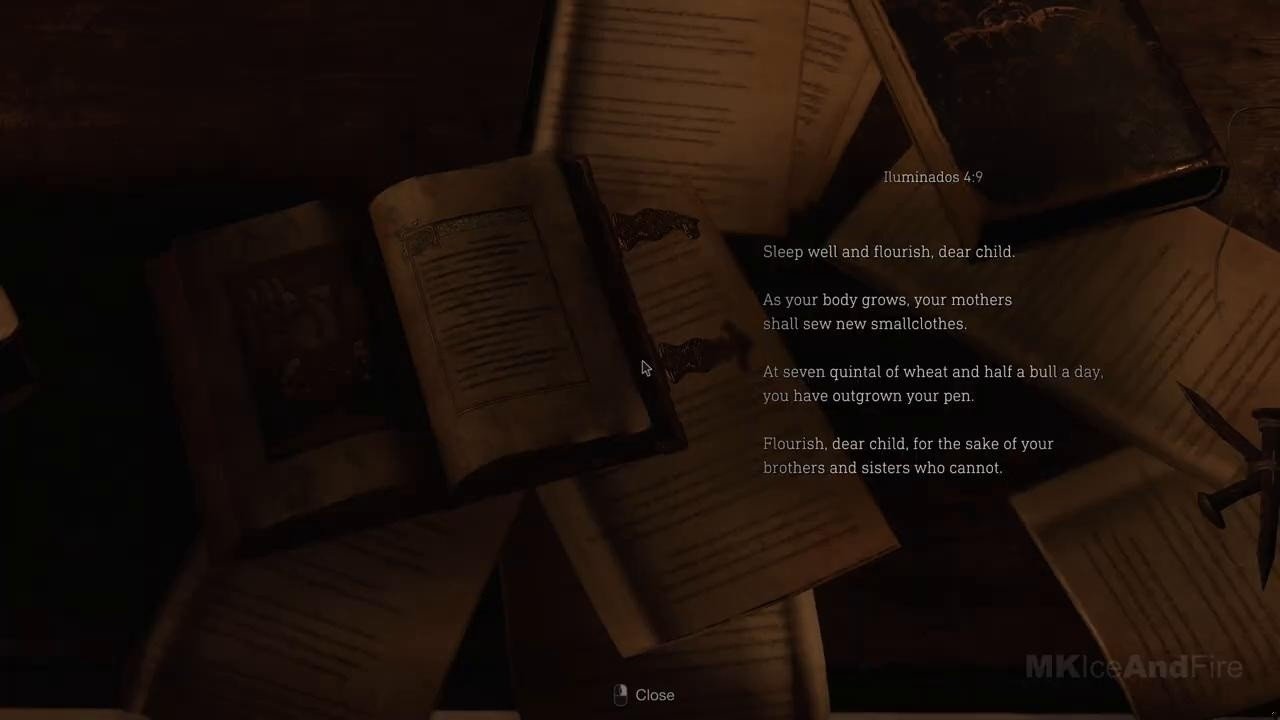 Iluminados 4:9
Sleep well and flourish, dear child.
As your body grows, your mothers
shall sew new smallclothes.
At seven quintal of wheat and half a bull a day,
you have outgrown your pen.
Flourish, dear child, for the sake of your
brothers and sisters who cannot.
MKIceAndFire
Close